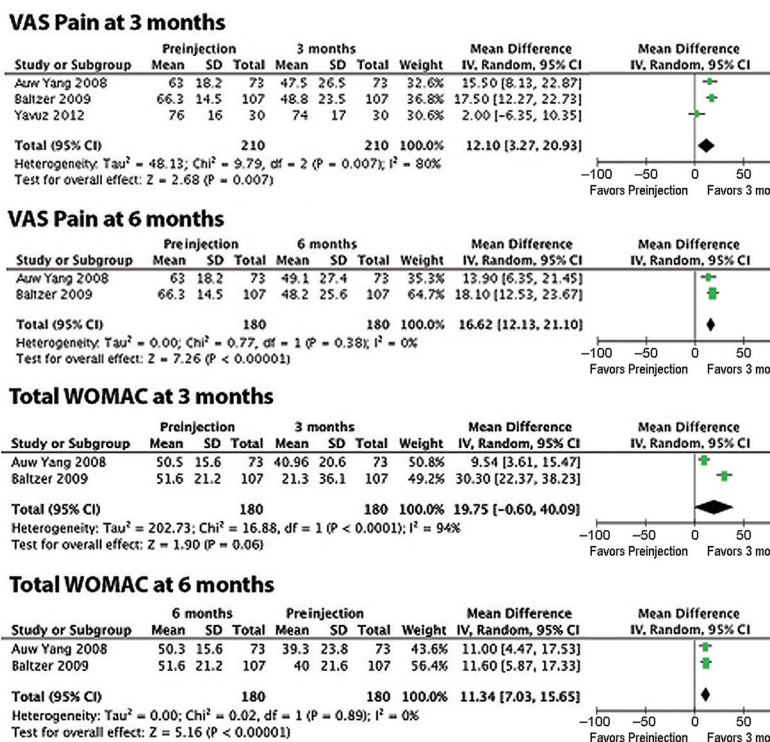 VAS Pain at 3 months
Preinjection 3 months Mean Difference Mean Difference
Study or Subgroup Mean SD Total Mean SD Total Weight IV, Random, 95% CI IV, Random, 95% CI
Auw Yang 2008 63 18.2 73 47.5 26.5 73 32.6% 15.50 [8.13, 22.87]
Baltzer 2009 66.3 14.5 107 48.8 23.5 107 36.8% 17.50 [12.27, 22.73]
Yavuz 2012 76 16 30 74 17 30 30.6% 2.00 [-6.35, 10.35]
Total (95% CI) 210 210 100.0% 12.10 [3.27, 20.93]
Heterogeneity: Tau² = 48.13; Chi² = 9.79, df = 2 (P = 0.007); I² = 80%
Test for overall effect: Z = 2.68 (P = 0.007)
−100 −50 0 50
Favors Preinjection Favors 3 mo
VAS Pain at 6 months
Preinjection 6 months Mean Difference Mean Difference
Study or Subgroup Mean SD Total Mean SD Total Weight IV, Random, 95% CI IV, Random, 95% CI
Auw Yang 2008 63 18.2 73 49.1 27.4 73 35.3% 13.90 [6.35, 21.45]
Baltzer 2009 66.3 14.5 107 48.2 25.6 107 64.7% 18.10 [12.53, 23.67]
Total (95% CI) 180 180 100.0% 16.62 [12.13, 21.10]
Heterogeneity: Tau² = 0.00; Chi² = 0.77, df = 1 (P = 0.38); I² = 0%
Test for overall effect: Z = 7.26 (P < 0.00001)
−100 −50 0 50
Favors Preinjection Favors 3 mo
Total WOMAC at 3 months
Preinjection 3 months Mean Difference Mean Difference
Study or Subgroup Mean SD Total Mean SD Total Weight IV, Random, 95% CI IV, Random, 95% CI
Auw Yang 2008 50.5 15.6 73 40.96 20.6 73 50.8% 9.54 [3.61, 15.47]
Baltzer 2009 51.6 21.2 107 21.3 36.1 107 49.2% 30.30 [22.37, 38.23]
Total (95% CI) 180 180 100.0% 19.75 [-0.60, 40.09]
Heterogeneity: Tau² = 202.73; Chi² = 16.88, df = 1 (P < 0.0001); I² = 94%
Test for overall effect: Z = 1.90 (P = 0.06)
−100 −50 0 50
Favors Preinjection Favors 3 mo
Total WOMAC at 6 months
6 months Preinjection Mean Difference Mean Difference
Study or Subgroup Mean SD Total Mean SD Total Weight IV, Random, 95% CI IV, Random, 95% CI
Auw Yang 2008 50.3 15.6 73 39.3 23.8 73 43.6% 11.00 [4.47, 17.53]
Baltzer 2009 51.6 21.2 107 40 21.6 107 56.4% 11.60 [5.87, 17.33]
Total (95% CI) 180 180 100.0% 11.34 [7.03, 15.65]
Heterogeneity: Tau² = 0.00; Chi² = 0.02, df = 1 (P = 0.89); I² = 0%
Test for overall effect: Z = 5.16 (P < 0.00001)
−100 −50 0 50
Favors Preinjection Favors 3 mo